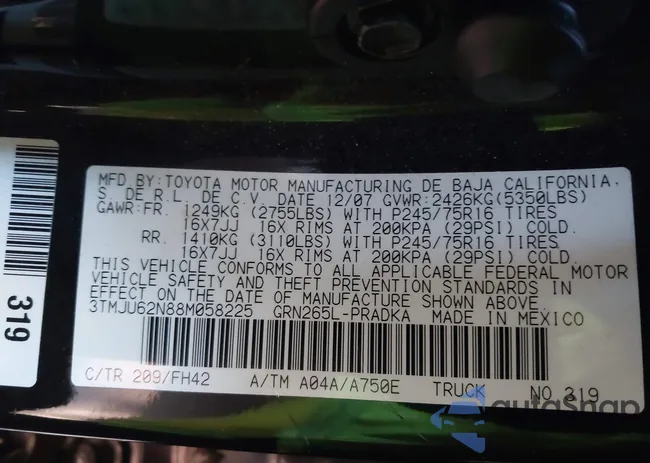 MFD BY:TOYOTA MOTOR MANUFACTURING DE BAJA CALIFORNIA,
S. DE R.L. DE C.V. DATE 12/07 GVWR:2426KG(5350LBS)
GAWR:FR. 1249KG (2755LBS) WITH P245/75R16 TIRES
16X7JJ 16X RIMS AT 200KPA (29PSI) COLD.
RR. 1410KG (3110LBS) WITH P245/75R16 TIRES
16X7JJ 16X RIMS AT 200KPA (29PSI) COLD.
THIS VEHICLE CONFORMS TO ALL APPLICABLE FEDERAL MOTOR
VEHICLE SAFETY AND THEFT PREVENTION STANDARDS IN
EFFECT ON THE DATE OF MANUFACTURE SHOWN ABOVE.
3TMJU62N88M058225 GRN265L-PRADKA MADE IN MEXICO
C/TR 209/FH42 A/TM A04A/A750E TRUCK NO 319
319
autoSnap